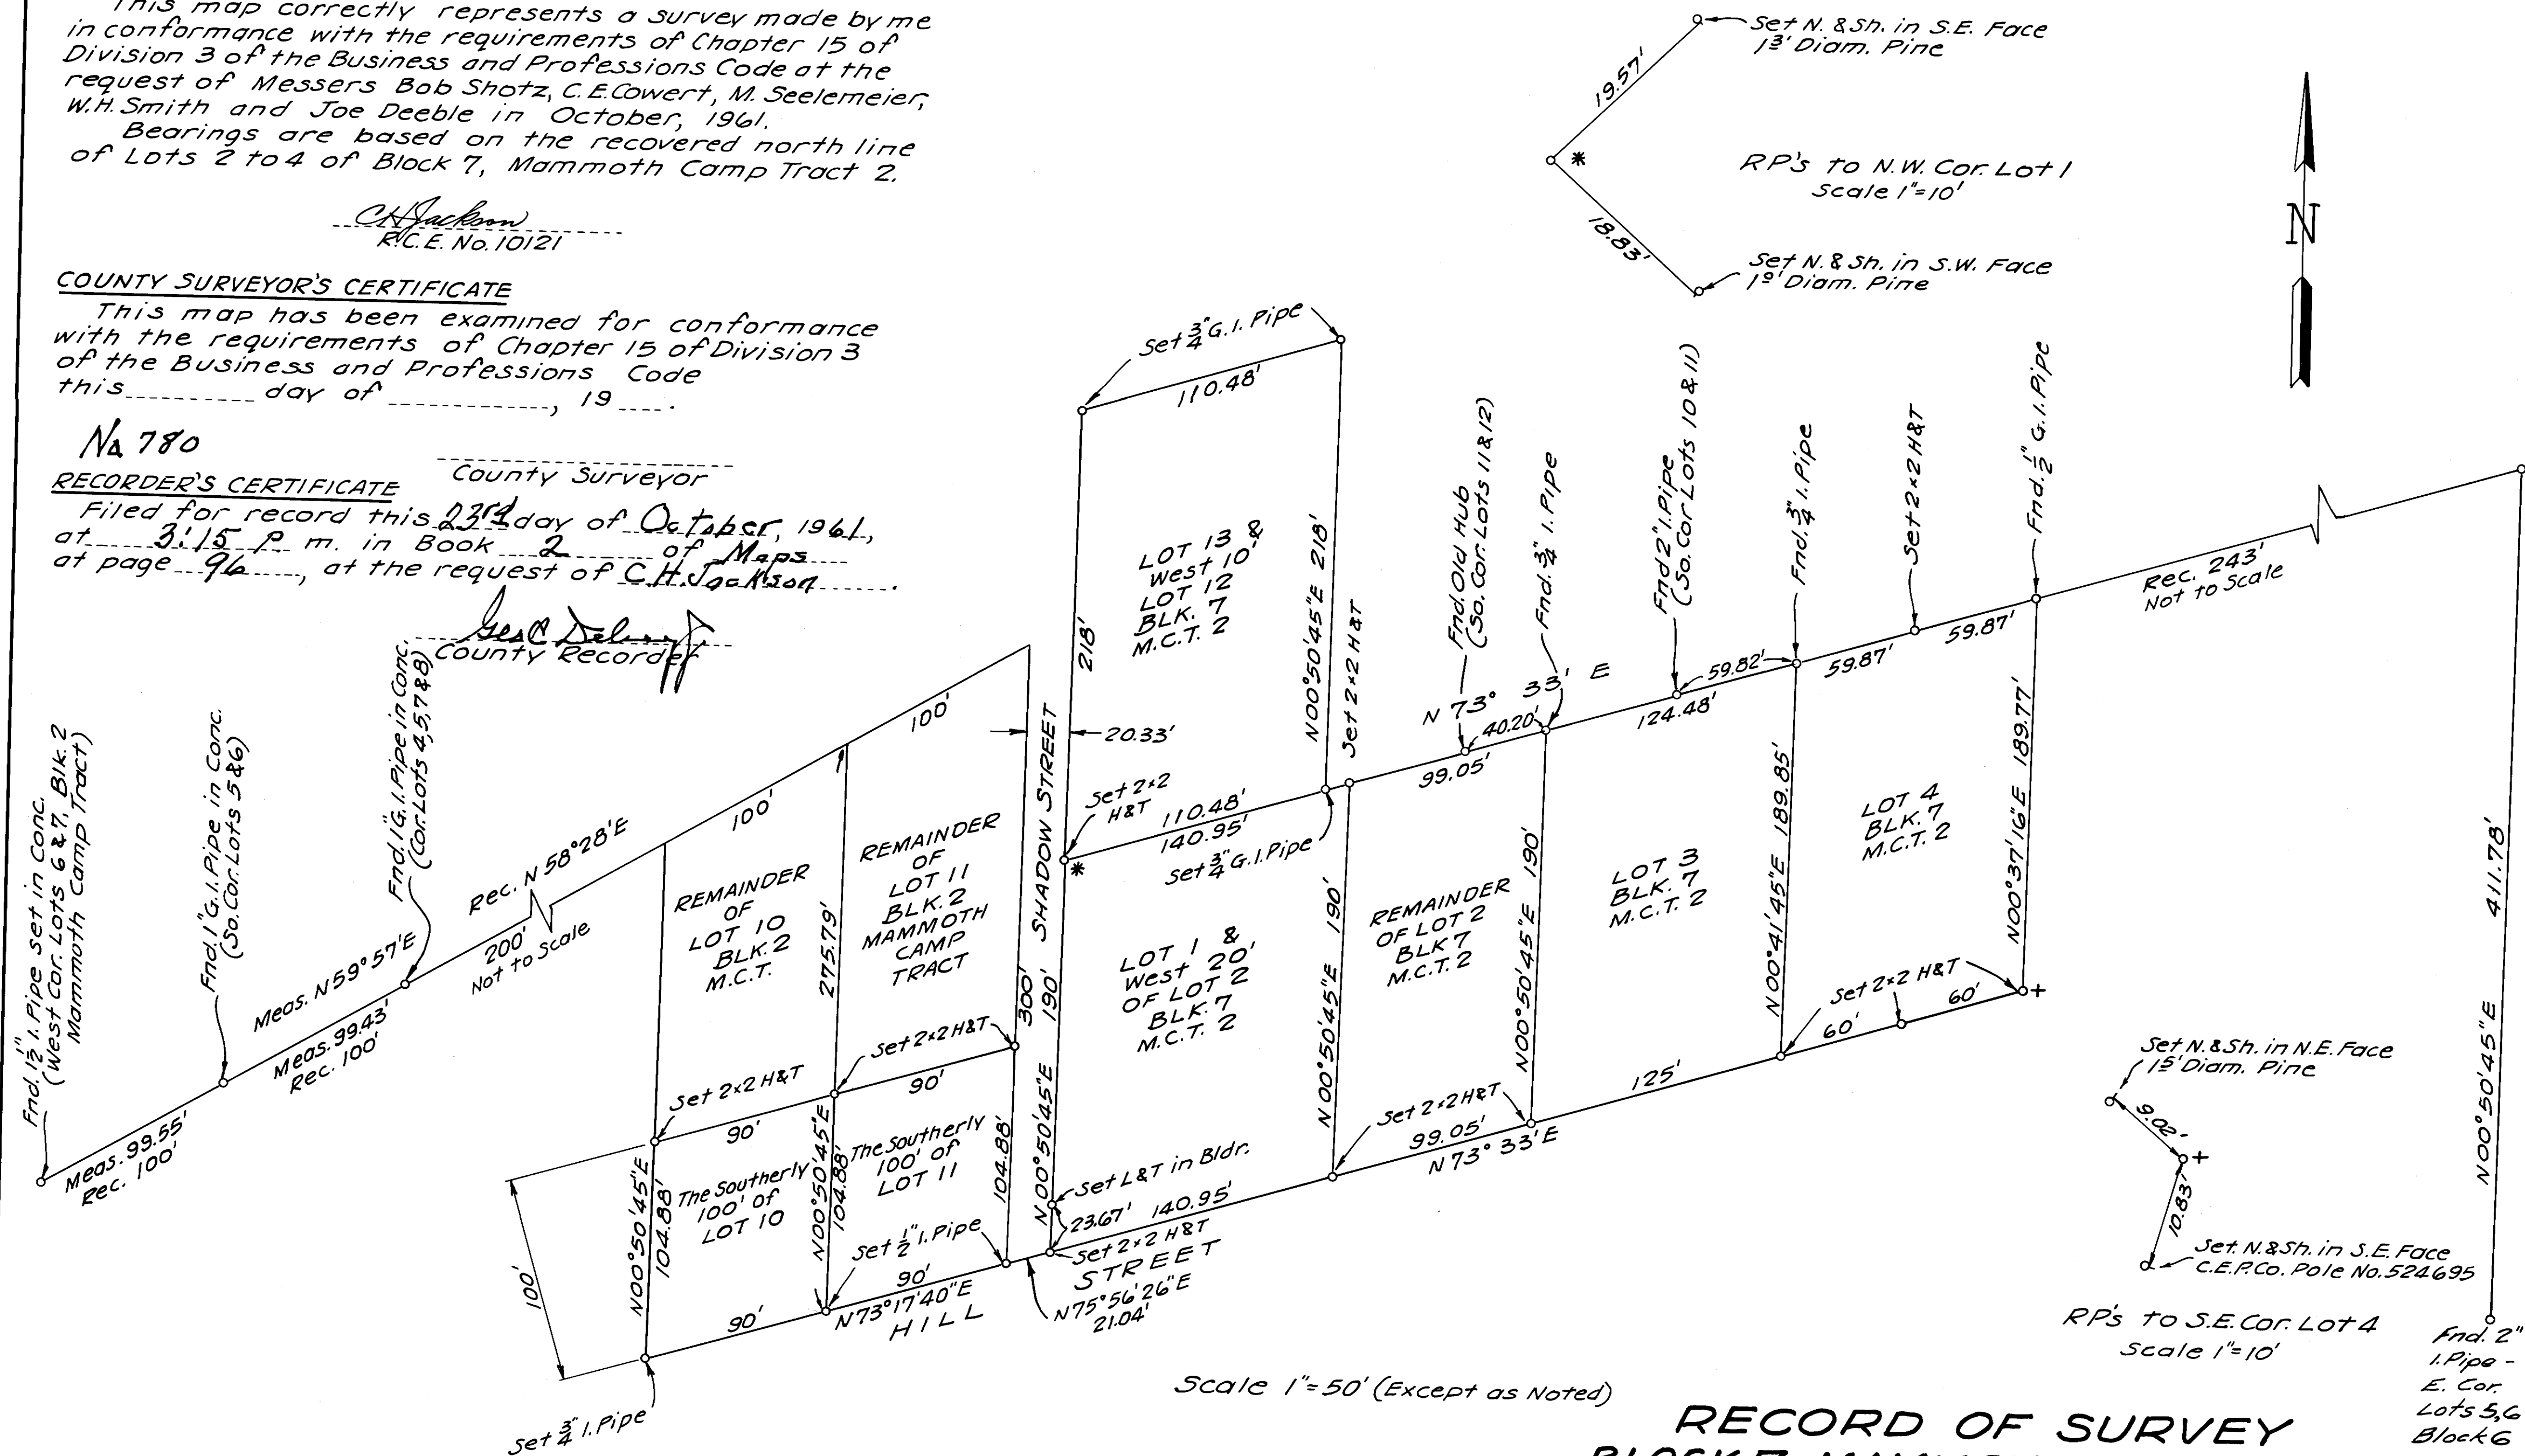 This map correctly represents a survey made by me
in conformance with the requirements of Chapter 15 of
Division 3 of the Business and Professions Code at the
request of Messers Bob Shotz, C.E. Cowert, M. Seelemeier,
W.H. Smith and Joe Deeble in October, 1961.
Bearings are based on the recovered north line
of Lots 2 to 4 of Block 7, Mammoth Camp Tract 2.
CH Jackson
R.C.E. No. 10121
COUNTY SURVEYOR'S CERTIFICATE
This map has been examined for conformance
with the requirements of Chapter 15 of Division 3
of the Business and Professions Code
this day of , 19 .
No 780
County Surveyor
RECORDER'S CERTIFICATE
Filed for record this 23rd day of October, 1961,
at 3:15 P m. in Book 2 of Maps
at page 96, at the request of C.H. Jackson.
County Recorder
Set N. & Sh. in S.E. Face
1³' Diam. Pine
19.57'
*
RP's to N.W. Cor. Lot 1
Scale 1"=10'
18.83'
Set N. & Sh. in S.W. Face
1⁰' Diam. Pine
N
Set 3/4" G.I. Pipe
110.48'
LOT 13 &
West 10' of
LOT 12
BLK. 7
M.C.T. 2
218'
N00°50'45"E 218'
Set 2×2 H&T
Fnd. Old Hub
(So. Cor. Lots 11 & 12)
Fnd. 3/4" I. Pipe
Fnd 2" I. Pipe
(So. Cor. Lots 10 & 11)
Fnd. 3/4" I. Pipe
Set 2×2 H&T
Fnd. 1/2" G.I. Pipe
Rec. 243'
Not to Scale
N 73° 33' E
40.20'
99.05'
124.48'
59.82'
59.87'
59.87'
Fnd. 1 1/2" I. Pipe set in Conc.
(West Cor. Lots 6 & 7, Blk. 2
Mammoth Camp Tract)
Fnd. 1" G.I. Pipe in Conc.
(So. Cor. Lots 5 & 6)
Fnd. 1" G.I. Pipe in Conc.
(Cor. Lots 4, 5, 7 & 8)
Meas. 99.55'
Rec. 100'
Meas. N59°57'E
Meas. 99.43'
Rec. 100'
Rec. N 58°28'E
200'
Not to Scale
100'
100'
20.33'
SHADOW STREET
Set 2×2
H&T
110.48'
140.95'
Set 3/4" G.I. Pipe
*
REMAINDER
OF
LOT 10
BLK. 2
M.C.T.
275.79'
REMAINDER
OF
LOT 11
BLK. 2
MAMMOTH
CAMP
TRACT
300'
N00°50'45"E 190'
LOT 1 &
West 20'
OF LOT 2
BLK. 7
M.C.T. 2
N00°50'45"E 190'
REMAINDER
OF LOT 2
BLK 7
M.C.T. 2
N00°50'45"E 190'
LOT 3
BLK. 7
M.C.T. 2
N00°41'45"E 189.85'
LOT 4
BLK. 7
M.C.T. 2
N00°37'16"E 189.77'
N00°50'45"E 411.78'
Set 2×2 H&T
90'
Set 2×2 H&T
90'
Set 2×2 H&T
60'
60'
+
125'
Set 2×2 H&T
99.05'
N 73° 33' E
N00°50'45"E
104.88'
The Southerly
100' of
LOT 10
N00°50'45"E
104.88'
The Southerly
100' of
LOT 11
104.88'
Set L&T in Bldr.
23.67'
140.95'
Set 2×2 H&T
Set 1/2" I. Pipe
90'
90'
N73°17'40"E
HILL STREET
N75°56'26"E
21.04'
100'
Set 3/4" I. Pipe
Set N. & Sh. in N.E. Face
1⁵' Diam. Pine
9.02'
+
10.83'
Set. N. & Sh. in S.E. Face
C.E.P.Co. Pole No. 524695
RP's to S.E. Cor. Lot 4
Scale 1"=10'
Fnd. 2"
I. Pipe -
E. Cor.
Lots 5, 6
Block 6
Scale 1"=50' (Except as Noted)
RECORD OF SURVEY